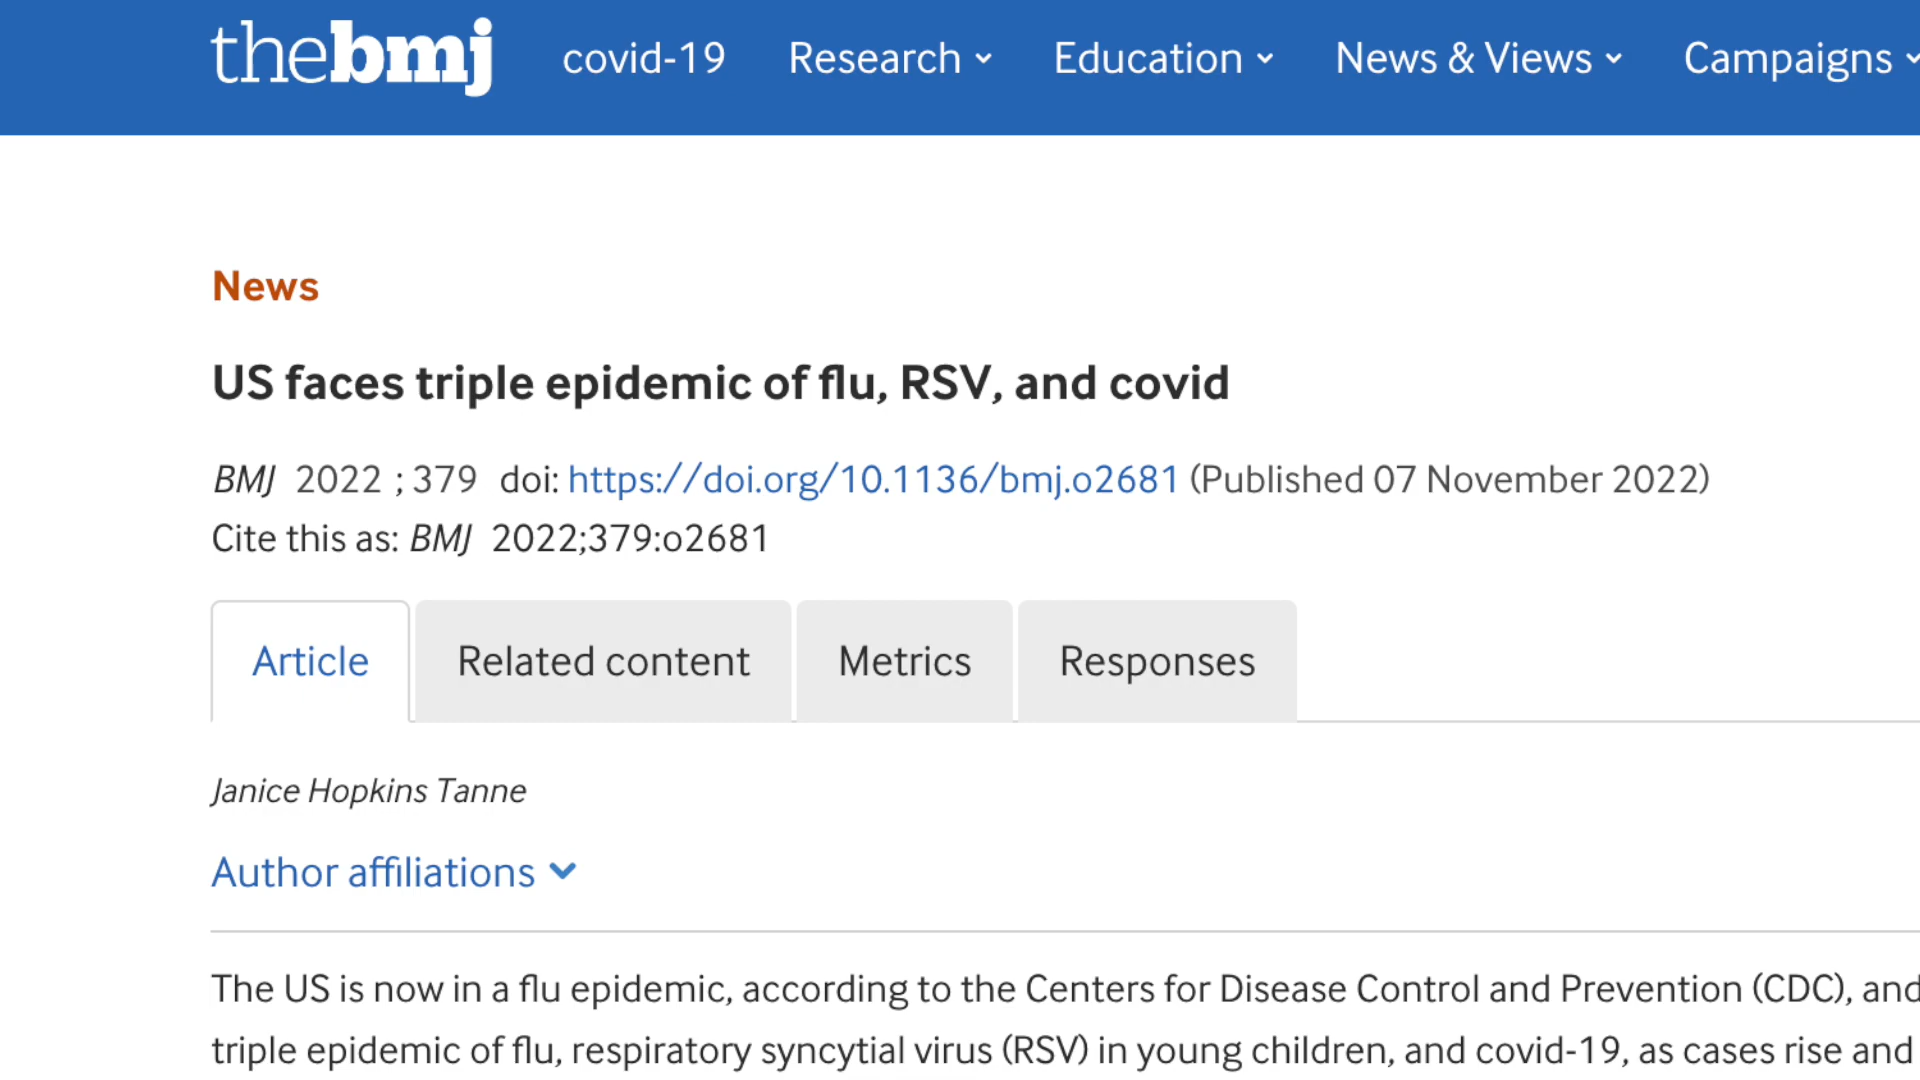 thebmj covid-19 Research Education News & Views Campaigns
News
US faces triple epidemic of flu, RSV, and covid
BMJ 2022 ; 379 doi: https://doi.org/10.1136/bmj.o2681 (Published 07 November 2022)
Cite this as: BMJ 2022;379:o2681
Article Related content Metrics Responses
Janice Hopkins Tanne
Author affiliations
The US is now in a flu epidemic, according to the Centers for Disease Control and Prevention (CDC), and
triple epidemic of flu, respiratory syncytial virus (RSV) in young children, and covid-19, as cases rise and